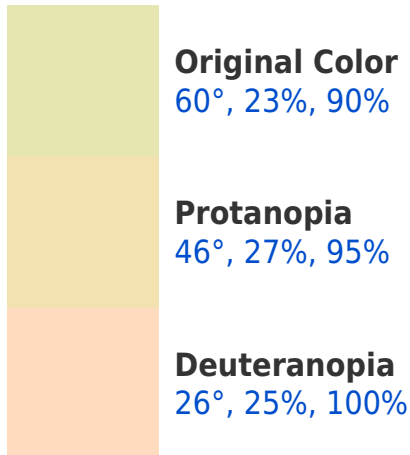 Original Color
60°, 23%, 90%
Protanopia
46°, 27%, 95%
Deuteranopia
26°, 25%, 100%